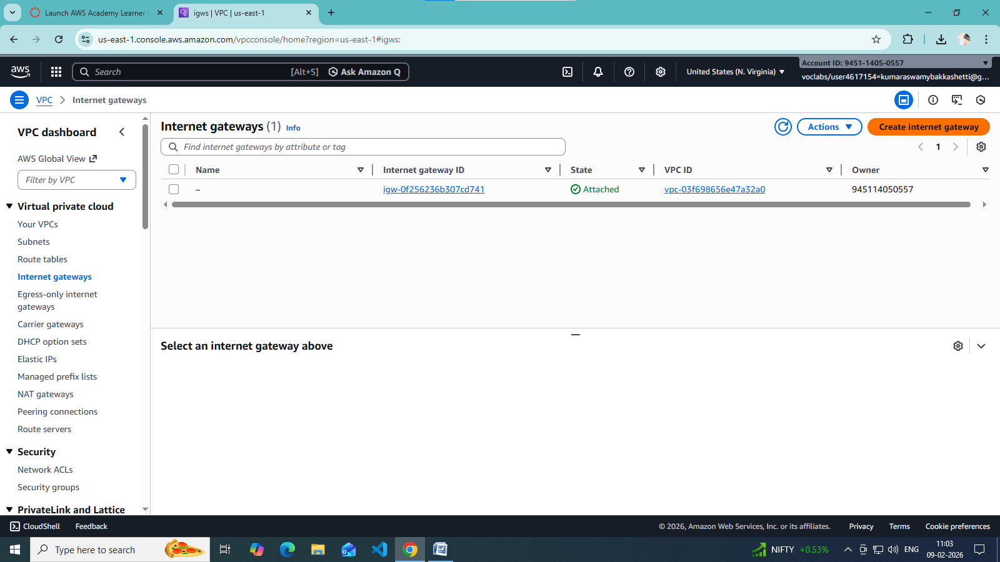 Launch AWS Academy Learner
igws | VPC | us-east-1
us-east-1.console.aws.amazon.com/vpcconsole/home?region=us-east-1#igws:
aws
Search
[Alt+S]
Ask Amazon Q
United States (N. Virginia)
Account ID: 9451-1405-0557
voclabs/user4617154=kumaraswamybakkashetti@g...
VPC
Internet gateways
VPC dashboard
AWS Global View
Filter by VPC
Virtual private cloud
Your VPCs
Subnets
Route tables
Internet gateways
Egress-only internet
gateways
Carrier gateways
DHCP option sets
Elastic IPs
Managed prefix lists
NAT gateways
Peering connections
Route servers
Security
Network ACLs
Security groups
PrivateLink and Lattice
Internet gateways (1) Info
Actions
Create internet gateway
Find internet gateways by attribute or tag
1
Name
Internet gateway ID
State
VPC ID
Owner
–
igw-0f256236b307cd741
Attached
vpc-03f698656e47a32a0
945114050557
Select an internet gateway above
CloudShell
Feedback
© 2026, Amazon Web Services, Inc. or its affiliates.
Privacy
Terms
Cookie preferences
Type here to search
NIFTY +0.53%
ENG
11:03
09-02-2026